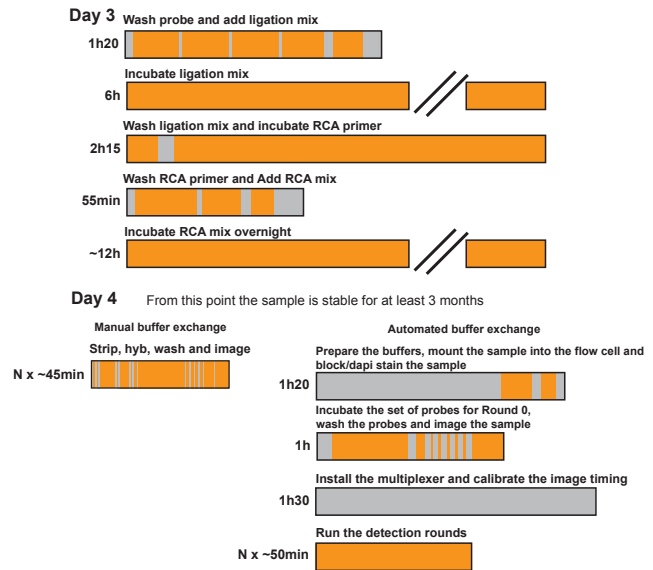 Day 3
Wash probe and add ligation mix
1h20
Incubate ligation mix
6h
Wash ligation mix and incubate RCA primer
2h15
Wash RCA primer and Add RCA mix
55min
Incubate RCA mix overnight
~12h
Day 4 From this point the sample is stable for at least 3 months
Manual buffer exchange
Strip, hyb, wash and image
N x ~45min
Automated buffer exchange
Prepare the buffers, mount the sample into the flow cell and
block/dapi stain the sample
1h20
Incubate the set of probes for Round 0,
wash the probes and image the sample
1h
Install the multiplexer and calibrate the image timing
1h30
Run the detection rounds
N x ~50min